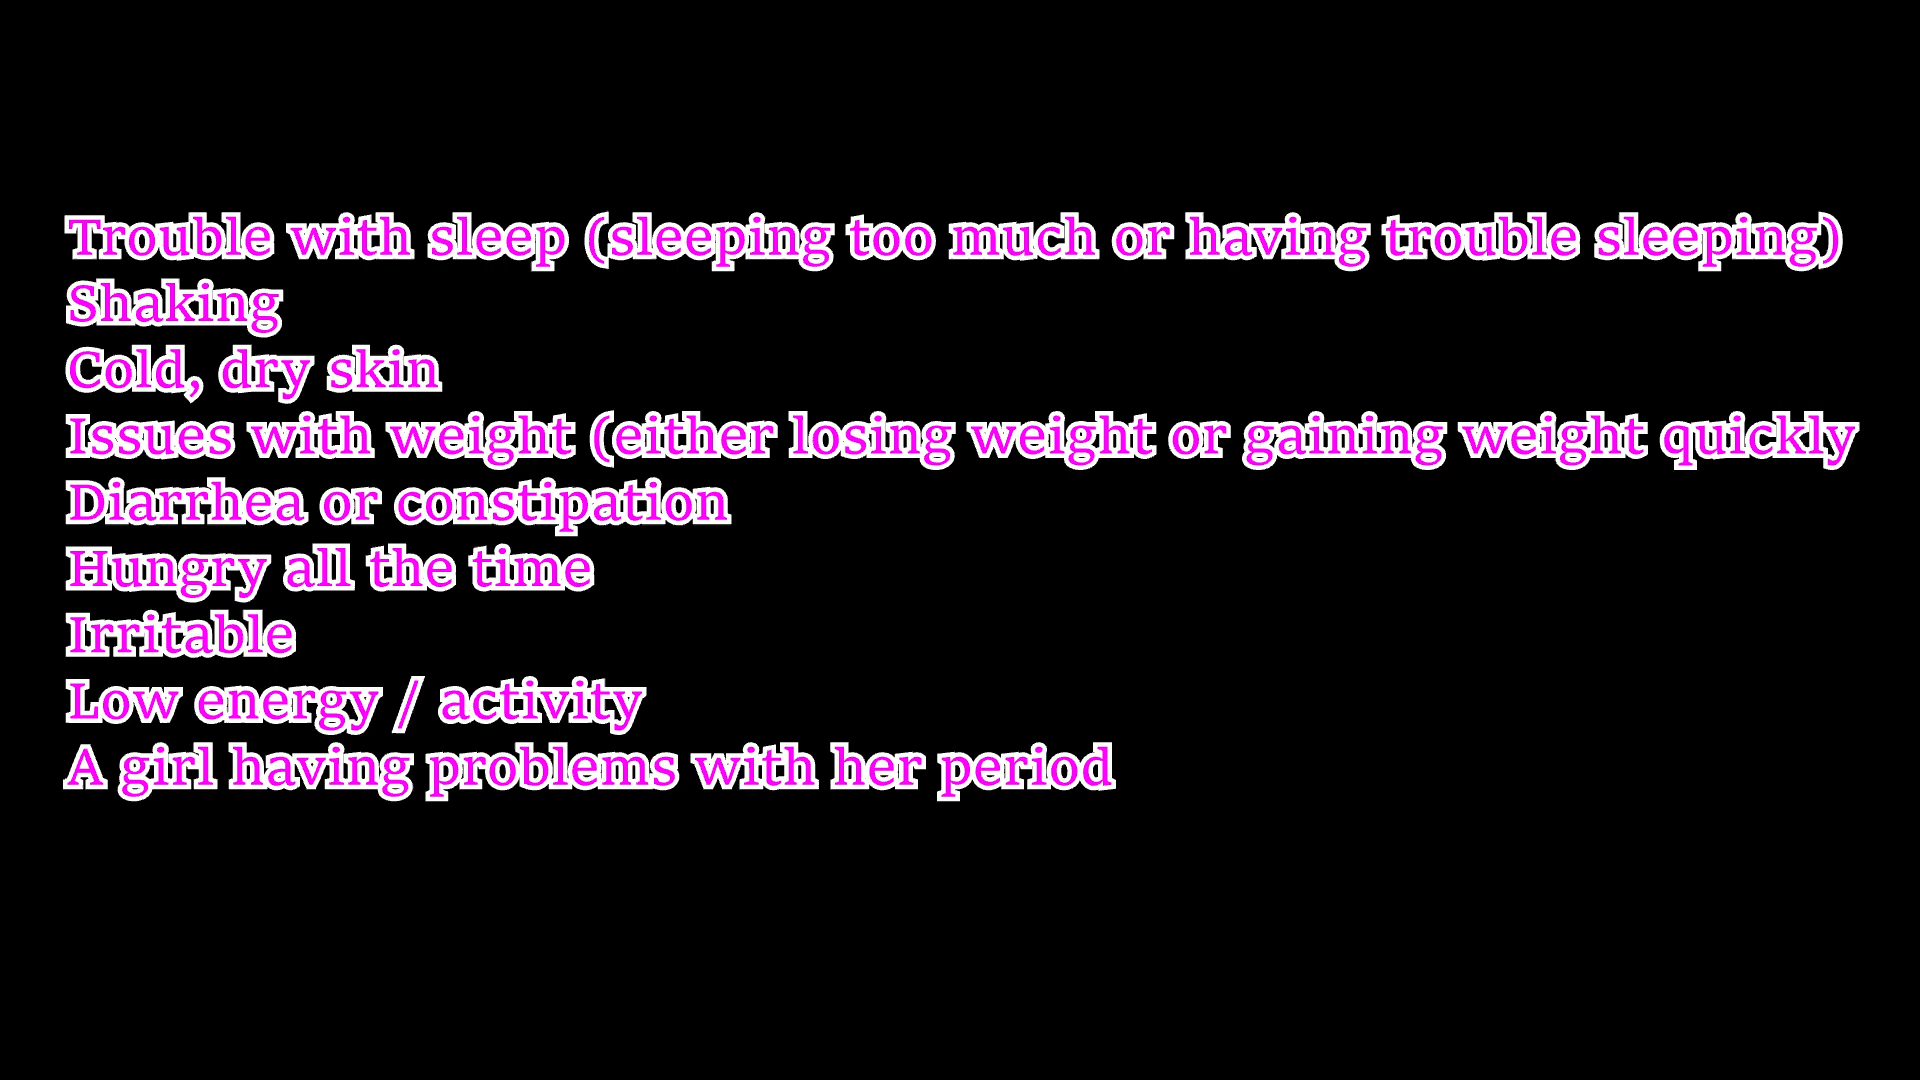 Trouble with sleep (sleeping too much or having trouble sleeping)
Shaking
Cold, dry skin
Issues with weight (either losing weight or gaining weight quickly
Diarrhea or constipation
Hungry all the time
Irritable
Low energy / activity
A girl having problems with her period